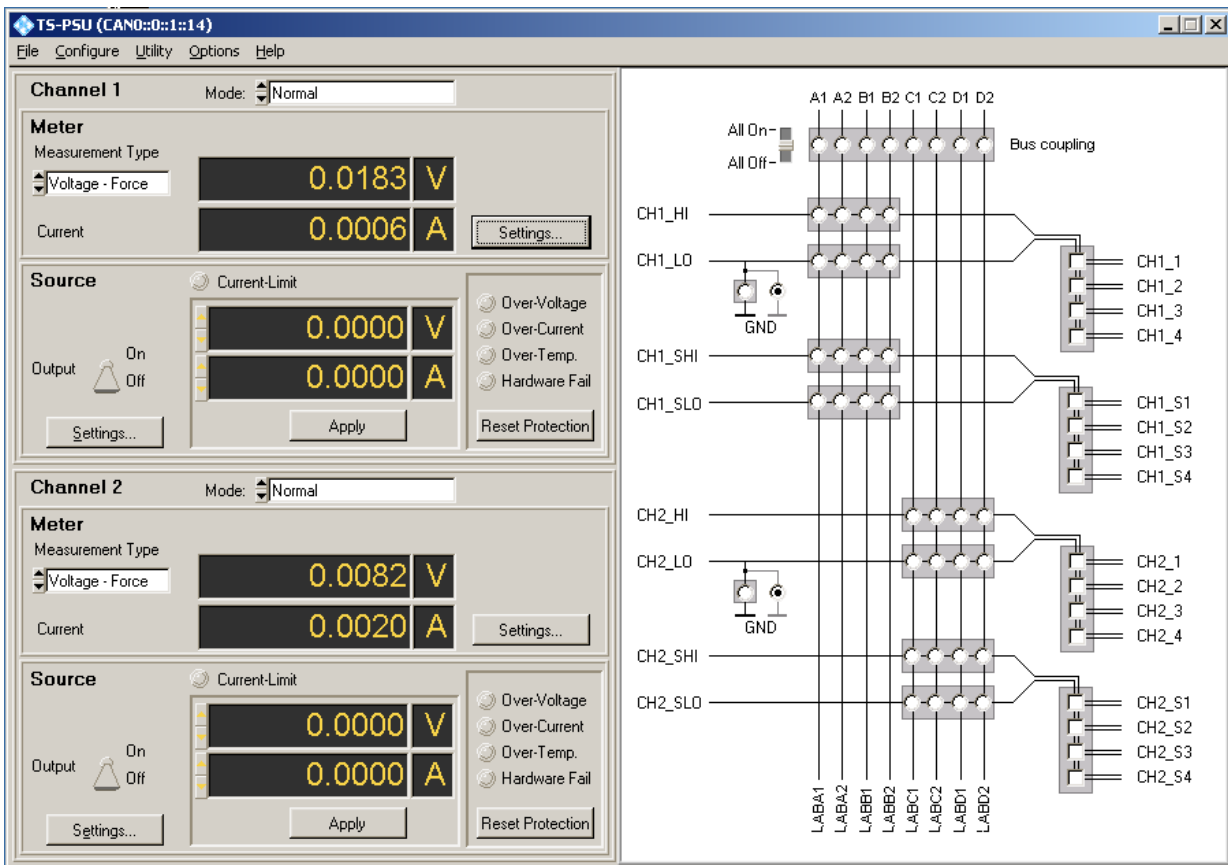 TS-PSU (CAN0::0::1::14)
File Configure Utility Options Help
Channel 1
Mode: Normal
Meter
Measurement Type
Voltage - Force
0.0183 V
Current
0.0006 A
Settings...
Source
Current-Limit
0.0000 V
0.0000 A
Output
On
Off
Settings...
Apply
Over-Voltage
Over-Current
Over-Temp.
Hardware Fail
Reset Protection
Channel 2
Mode: Normal
Meter
Measurement Type
Voltage - Force
0.0082 V
Current
0.0020 A
Settings...
Source
Current-Limit
0.0000 V
0.0000 A
Output
On
Off
Settings...
Apply
Over-Voltage
Over-Current
Over-Temp.
Hardware Fail
Reset Protection
A1 A2 B1 B2 C1 C2 D1 D2
All On
All Off
Bus coupling
CH1_HI
CH1_LO
GND
CH1_1
CH1_2
CH1_3
CH1_4
CH1_SHI
CH1_SLO
CH1_S1
CH1_S2
CH1_S3
CH1_S4
CH2_HI
CH2_LO
GND
CH2_1
CH2_2
CH2_3
CH2_4
CH2_SHI
CH2_SLO
CH2_S1
CH2_S2
CH2_S3
CH2_S4
LABA1
LABA2
LABB1
LABB2
LABC1
LABC2
LABD1
LABD2